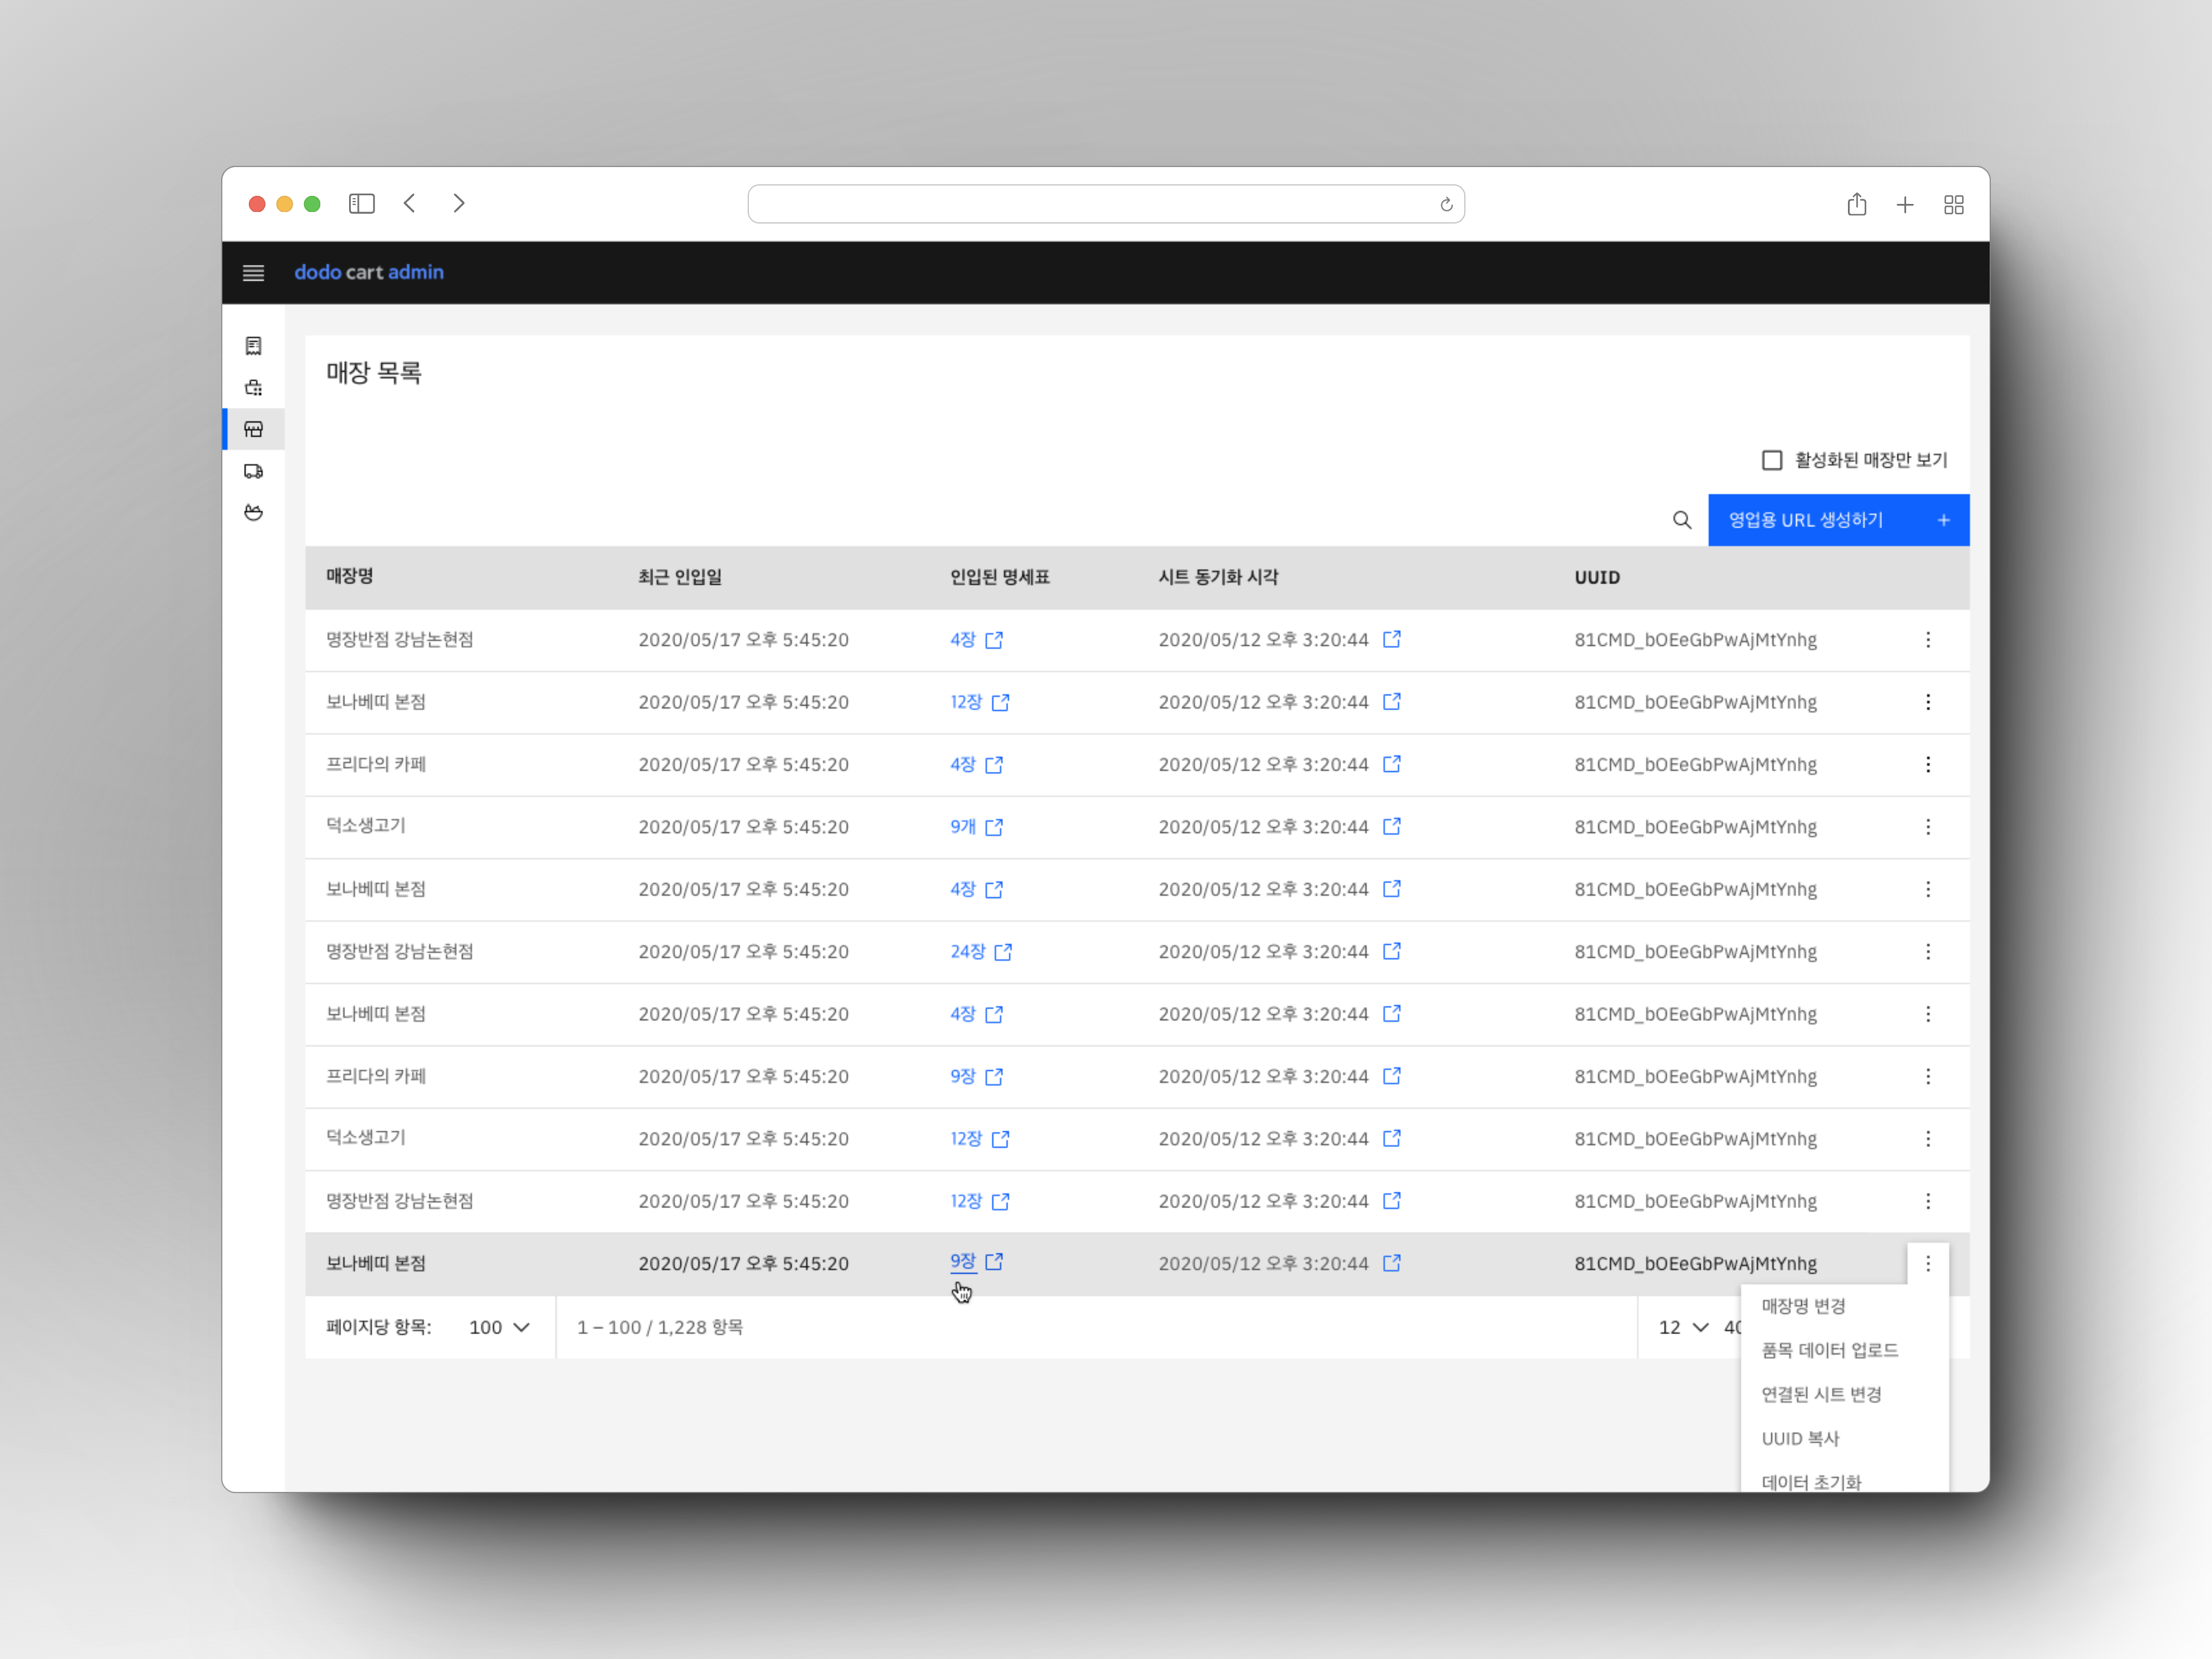 dodo cart admin
매장 목록
활성화된 매장만 보기
영업용 URL 생성하기 +
매장명 최근 인입일 인입된 명세표 시트 동기화 시각 UUID
명장반점 강남논현점 2020/05/17 오후 5:45:20 4장 2020/05/12 오후 3:20:44 81CMD_bOEeGbPwAjMtYnhg
보나베띠 본점 2020/05/17 오후 5:45:20 12장 2020/05/12 오후 3:20:44 81CMD_bOEeGbPwAjMtYnhg
프리다의 카페 2020/05/17 오후 5:45:20 4장 2020/05/12 오후 3:20:44 81CMD_bOEeGbPwAjMtYnhg
덕소생고기 2020/05/17 오후 5:45:20 9개 2020/05/12 오후 3:20:44 81CMD_bOEeGbPwAjMtYnhg
보나베띠 본점 2020/05/17 오후 5:45:20 4장 2020/05/12 오후 3:20:44 81CMD_bOEeGbPwAjMtYnhg
명장반점 강남논현점 2020/05/17 오후 5:45:20 24장 2020/05/12 오후 3:20:44 81CMD_bOEeGbPwAjMtYnhg
보나베띠 본점 2020/05/17 오후 5:45:20 4장 2020/05/12 오후 3:20:44 81CMD_bOEeGbPwAjMtYnhg
프리다의 카페 2020/05/17 오후 5:45:20 9장 2020/05/12 오후 3:20:44 81CMD_bOEeGbPwAjMtYnhg
덕소생고기 2020/05/17 오후 5:45:20 12장 2020/05/12 오후 3:20:44 81CMD_bOEeGbPwAjMtYnhg
명장반점 강남논현점 2020/05/17 오후 5:45:20 12장 2020/05/12 오후 3:20:44 81CMD_bOEeGbPwAjMtYnhg
보나베띠 본점 2020/05/17 오후 5:45:20 9장 2020/05/12 오후 3:20:44 81CMD_bOEeGbPwAjMtYnhg
페이지당 항목: 100 1 – 100 / 1,228 항목 12
매장명 변경
품목 데이터 업로드
연결된 시트 변경
UUID 복사
데이터 초기화